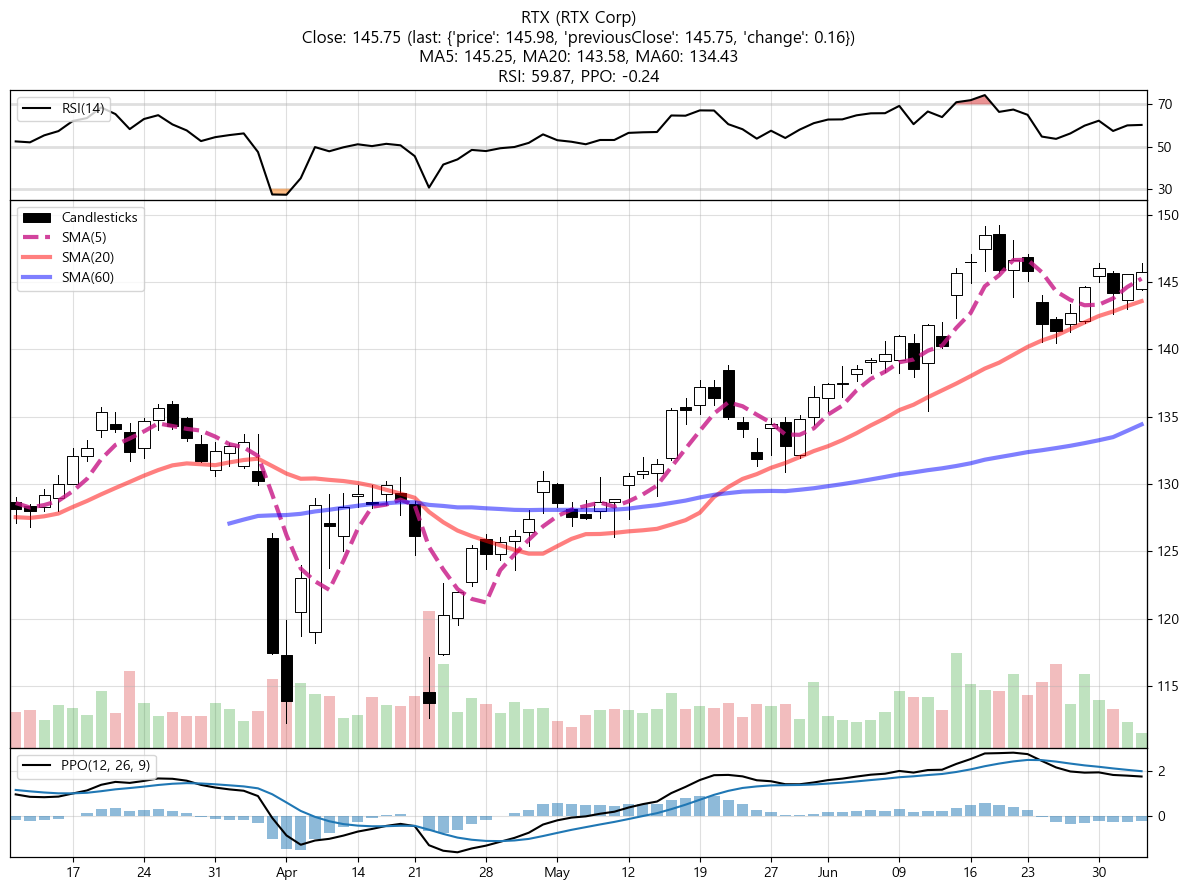 RTX (RTX Corp)
Close: 145.75 (last: {'price': 145.98, 'previousClose': 145.75, 'change': 0.16})
MA5: 145.25, MA20: 143.58, MA60: 134.43
RSI: 59.87, PPO: -0.24
RSI(14)
70
50
30
Candlesticks
SMA(5)
SMA(20)
SMA(60)
150
145
140
135
130
125
120
115
PPO(12, 26, 9)
2
0
17 24 31 Apr 14 21 28 May 12 19 27 Jun 09 16 23 30